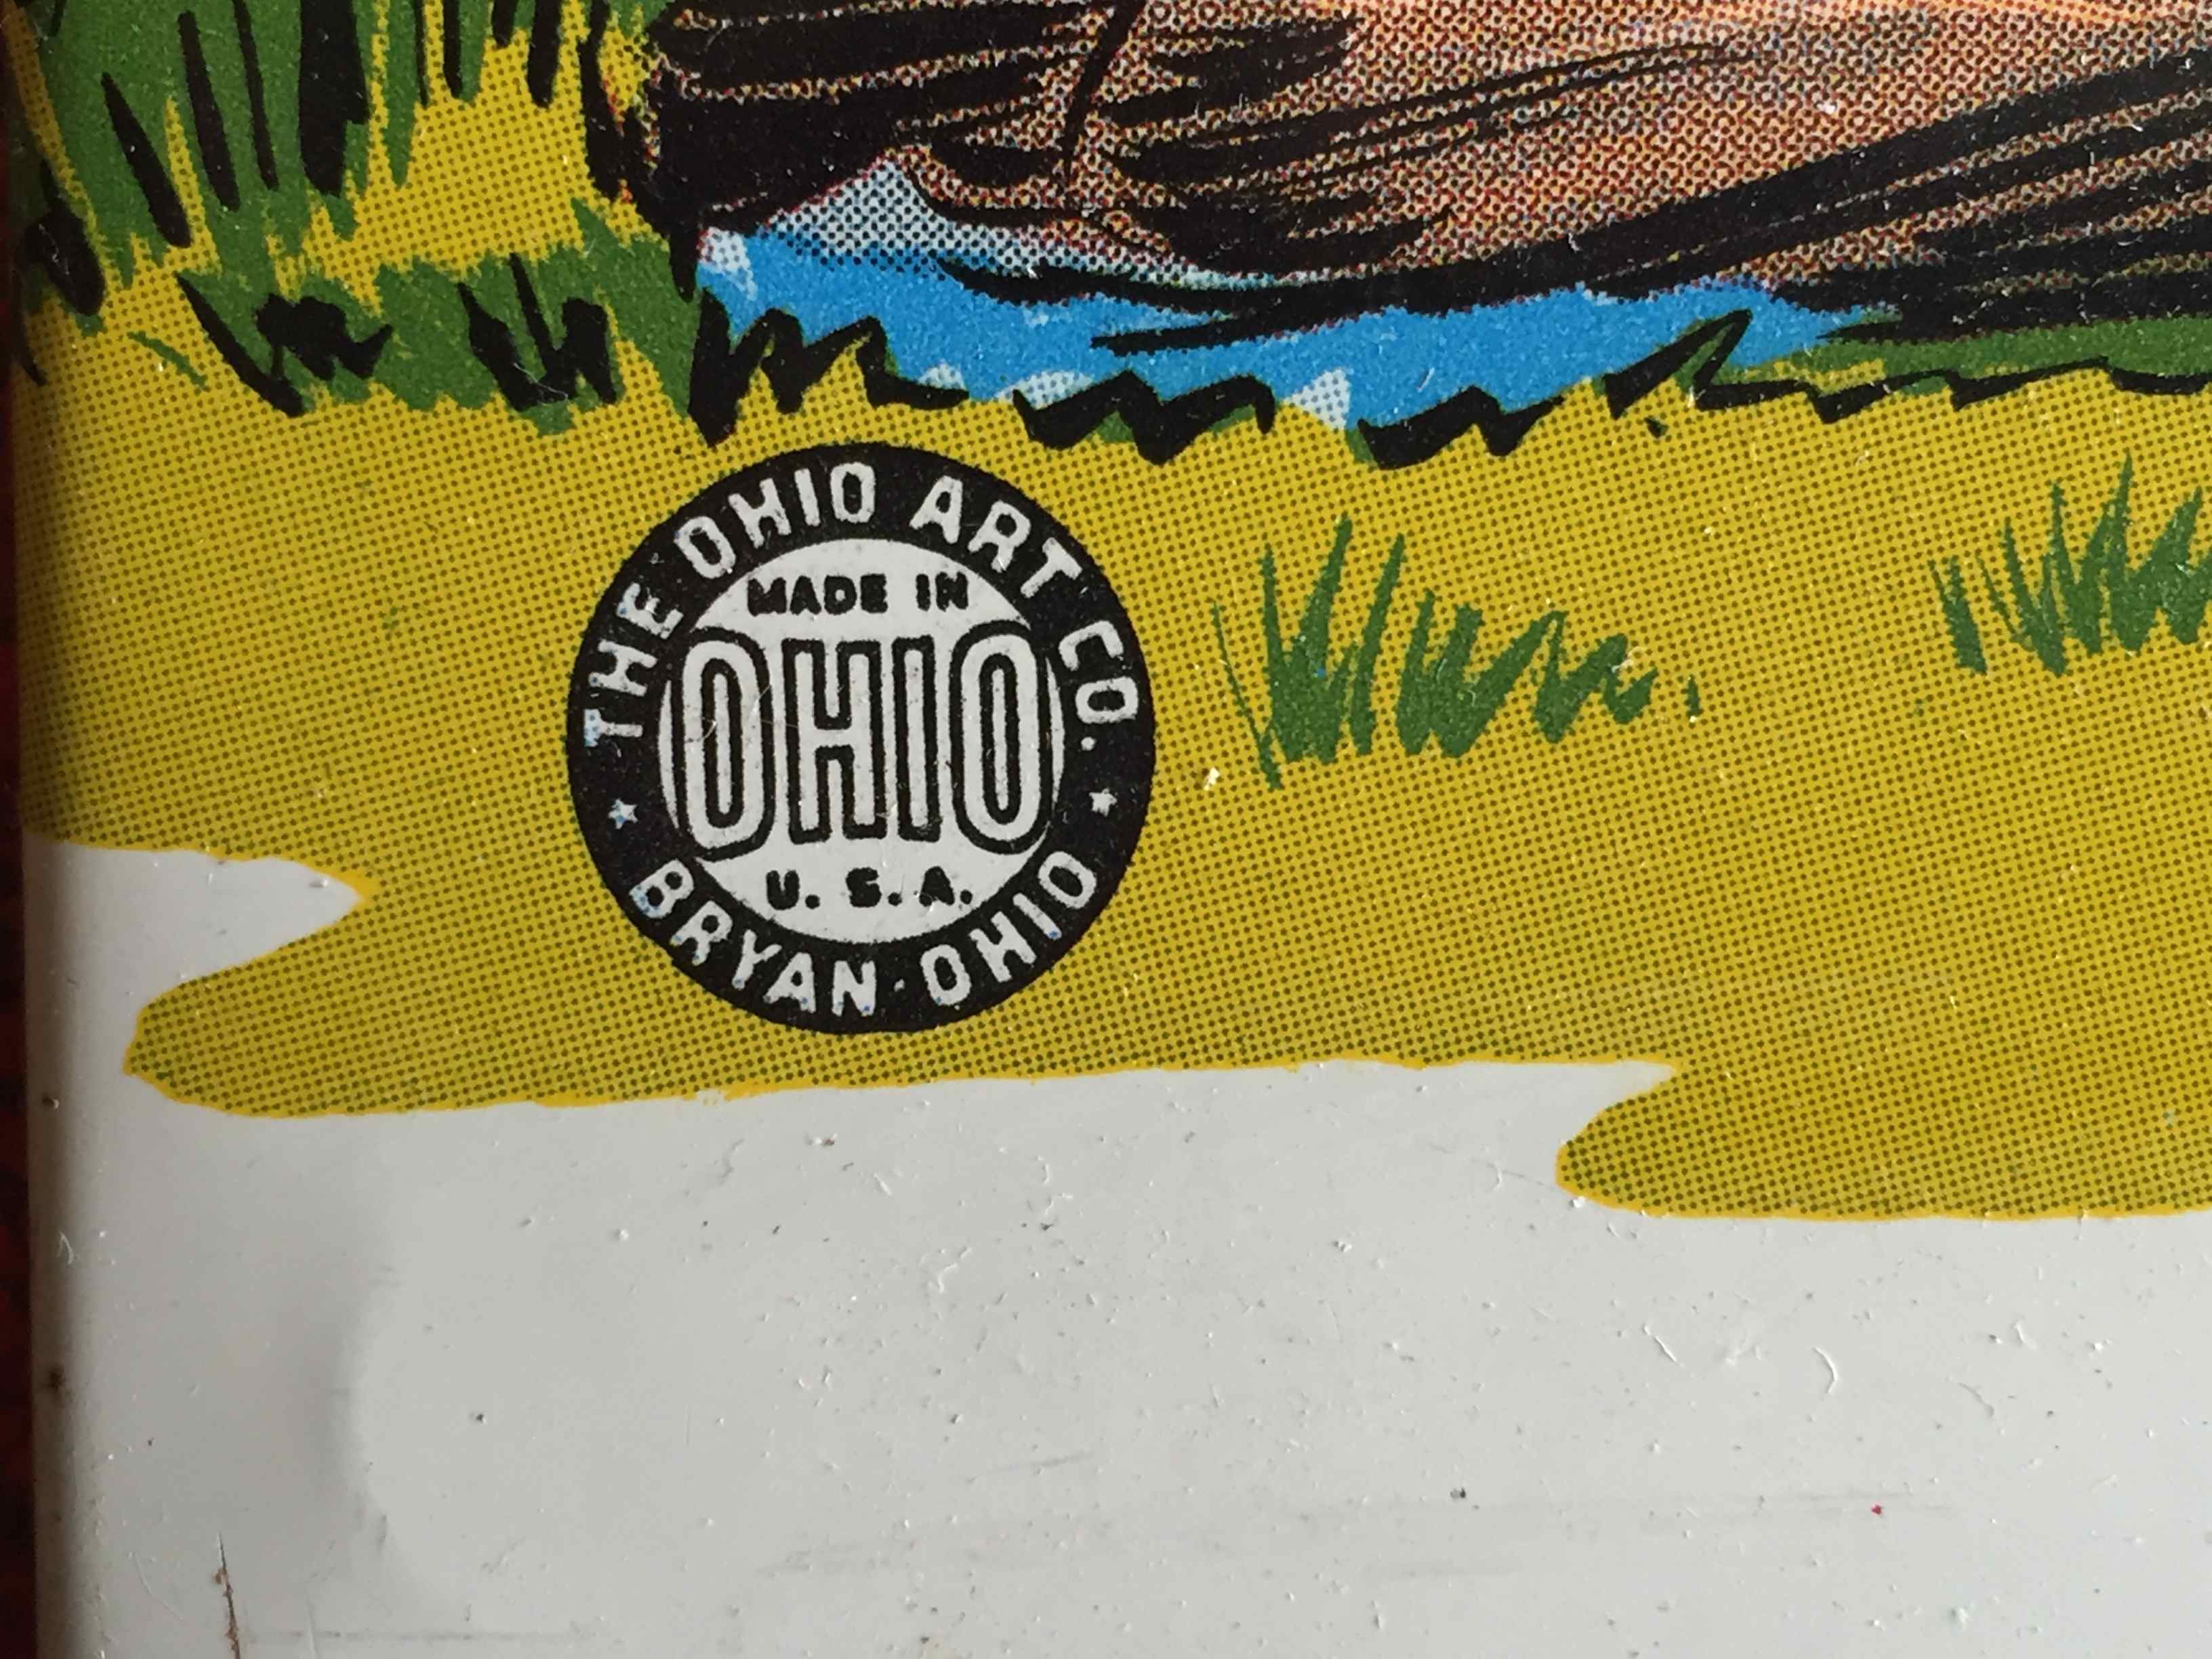 THE OHIO ART CO.
MADE IN
OHIO
U. S. A.
BRYAN · OHIO